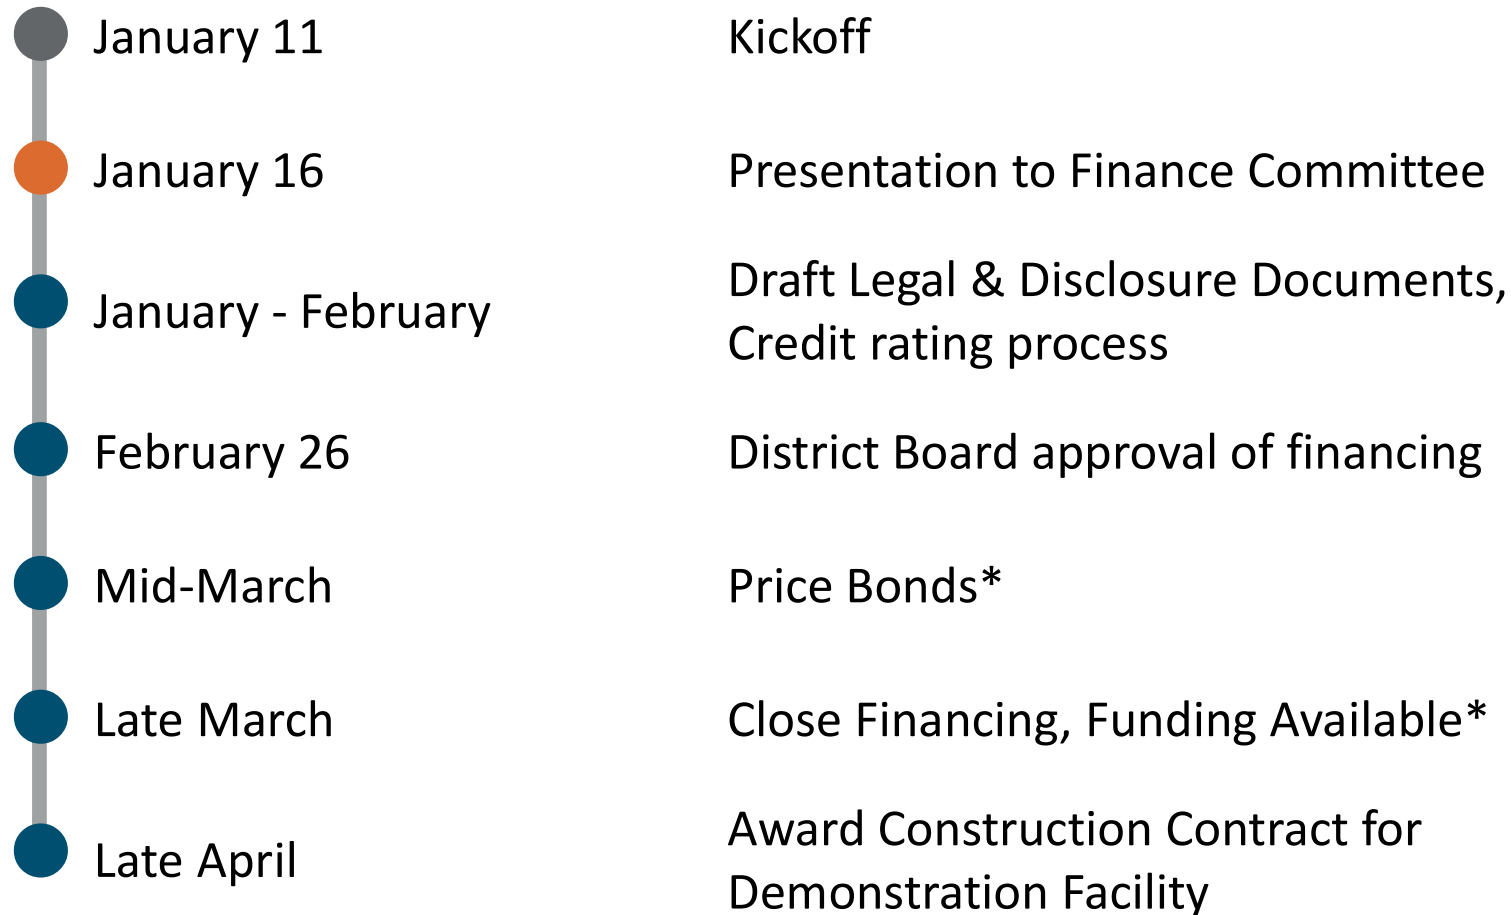 January 11 Kickoff
January 16 Presentation to Finance Committee
January - February Draft Legal & Disclosure Documents,
Credit rating process
February 26 District Board approval of financing
Mid-March Price Bonds*
Late March Close Financing, Funding Available*
Late April Award Construction Contract for
Demonstration Facility